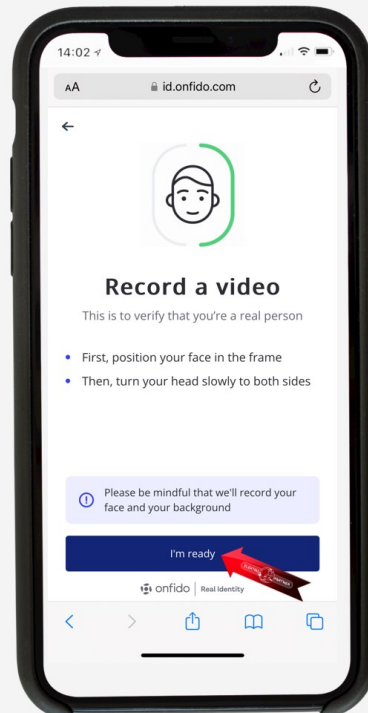 14:02
AA id.onfido.com
Record a video
This is to verify that you're a real person
First, position your face in the frame
Then, turn your head slowly to both sides
Please be mindful that we'll record your
face and your background
I'm ready
onfido | Real Identity